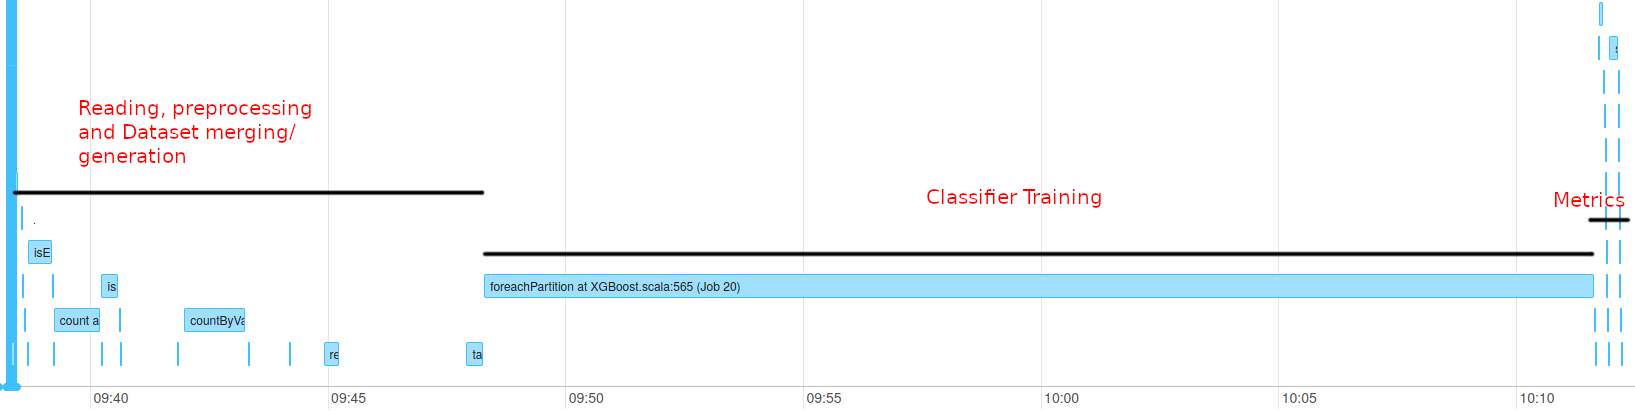 Reading, preprocessing
and Dataset merging/
generation
Classifier Training
Metrics
isE
is
foreachPartition at XGBoost.scala:565 (Job 20)
count a
countByVa
re
ta
09:40
09:45
09:50
09:55
10:00
10:05
10:10